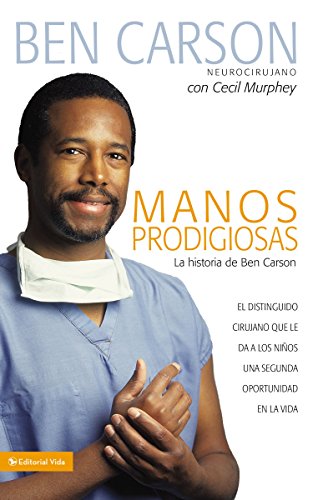 BEN CARSON
NEUROCIRUJANO
con Cecil Murphey
MANOS
PRODIGIOSAS
La historia de Ben Carson
EL DISTINGUIDO
CIRUJANO QUE LE
DA A LOS NIÑOS
UNA SEGUNDA
OPORTUNIDAD
EN LA VIDA
Editorial Vida